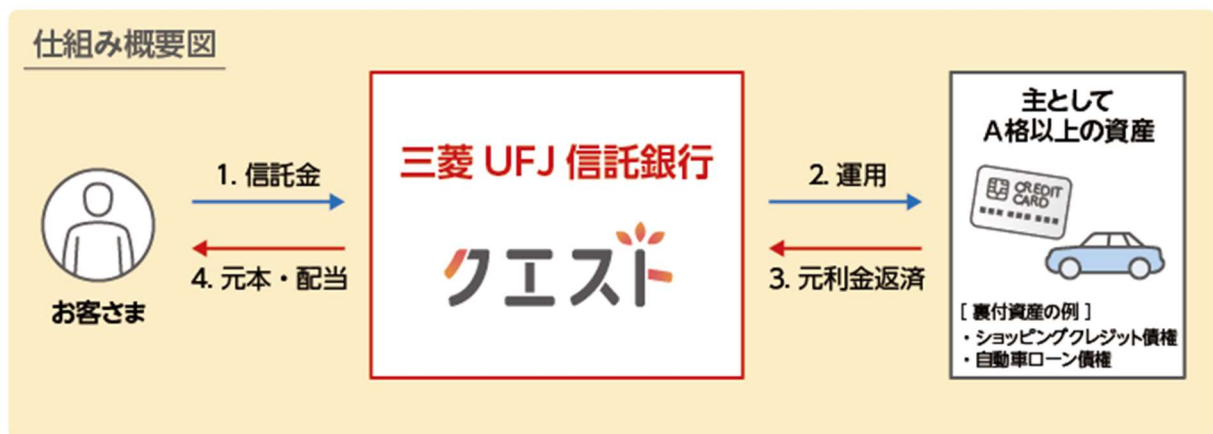 仕組み概要図
お客さま
1. 信託金
4. 元本・配当
三菱 UFJ 信託銀行
クエスト
2. 運用
3. 元利金返済
主として
A格以上の資産
CREDIT
CARD
[ 裏付資産の例 ]
・ショッピングクレジット債権
・自動車ローン債権